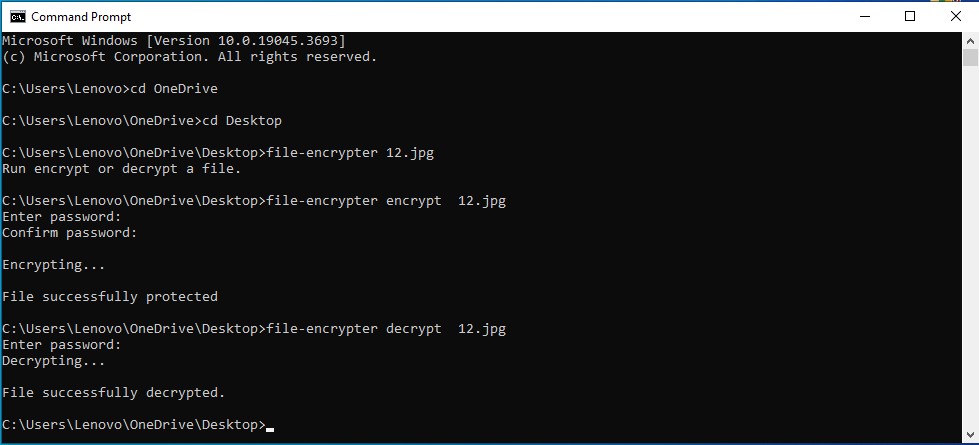 Command Prompt
Microsoft Windows [Version 10.0.19045.3693]
(c) Microsoft Corporation. All rights reserved.
C:\Users\Lenovo>cd OneDrive
C:\Users\Lenovo\OneDrive>cd Desktop
C:\Users\Lenovo\OneDrive\Desktop>file-encrypter 12.jpg
Run encrypt or decrypt a file.
C:\Users\Lenovo\OneDrive\Desktop>file-encrypter encrypt  12.jpg
Enter password:
Confirm password:
Encrypting...
File successfully protected
C:\Users\Lenovo\OneDrive\Desktop>file-encrypter decrypt  12.jpg
Enter password:
Decrypting...
File successfully decrypted.
C:\Users\Lenovo\OneDrive\Desktop>